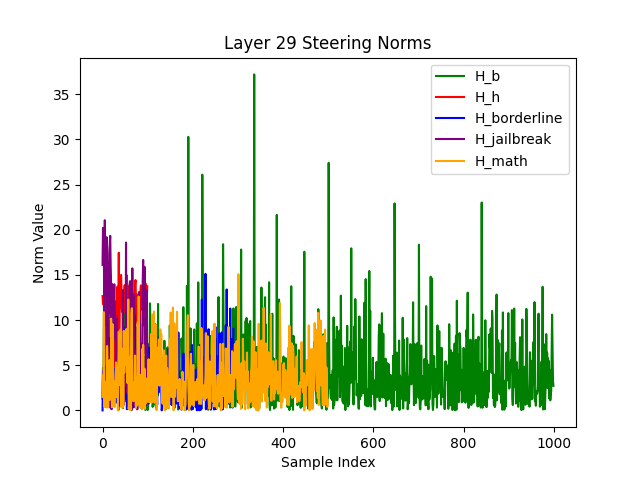 Layer 29 Steering Norms
Norm Value
35
30
25
20
15
10
5
0
H_b
H_h
H_borderline
H_jailbreak
H_math
0 200 400 600 800 1000
Sample Index